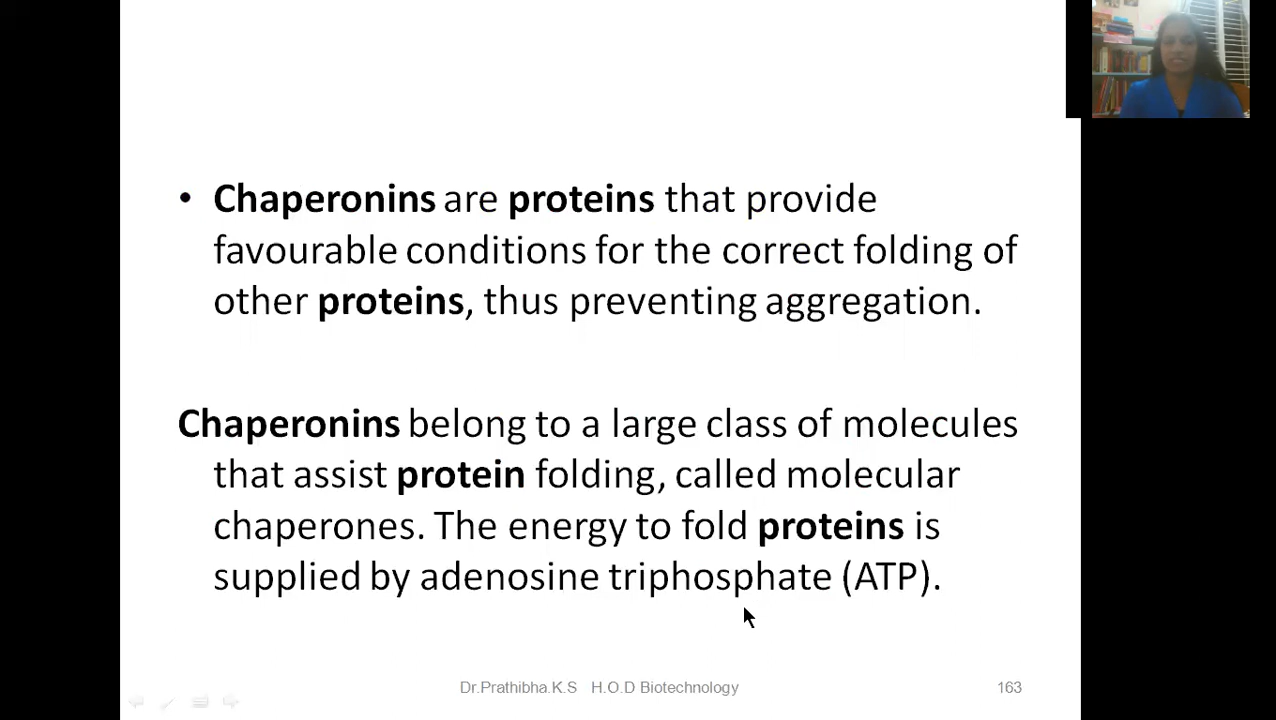 • Chaperonins are proteins that provide
favourable conditions for the correct folding of
other proteins, thus preventing aggregation.
Chaperonins belong to a large class of molecules
that assist protein folding, called molecular
chaperones. The energy to fold proteins is
supplied by adenosine triphosphate (ATP).
Dr.Prathibha.K.S H.O.D Biotechnology 163